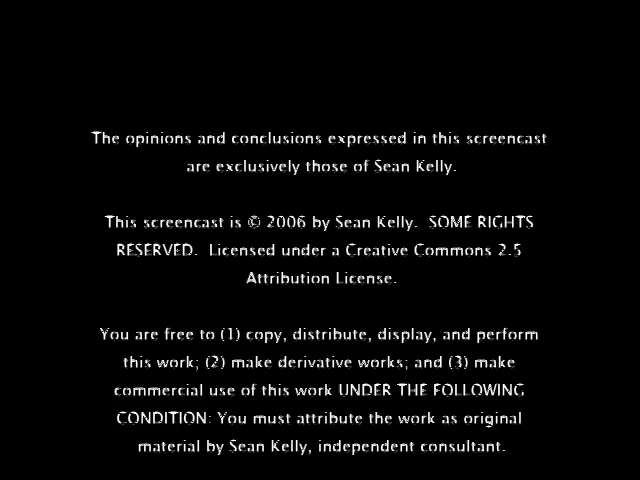 The opinions and conclusions expressed in this screencast
are exclusively those of Sean Kelly.
This screencast is © 2006 by Sean Kelly.  SOME RIGHTS
RESERVED.  Licensed under a Creative Commons 2.5
Attribution License.
You are free to (1) copy, distribute, display, and perform
this work; (2) make derivative works; and (3) make
commercial use of this work UNDER THE FOLLOWING
CONDITION: You must attribute the work as original
material by Sean Kelly, independent consultant.